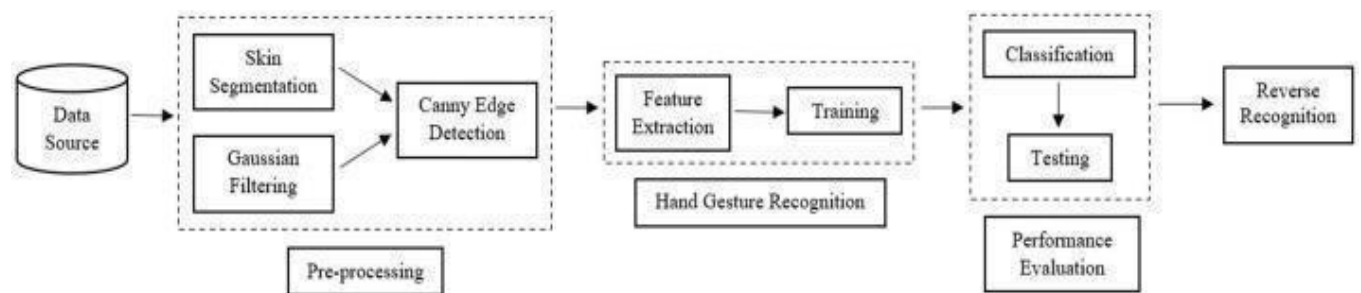 Data
Source
Skin
Segmentation
Gaussian
Filtering
Canny Edge
Detection
Pre-processing
Feature
Extraction
Training
Hand Gesture Recognition
Classification
Testing
Performance
Evaluation
Reverse
Recognition